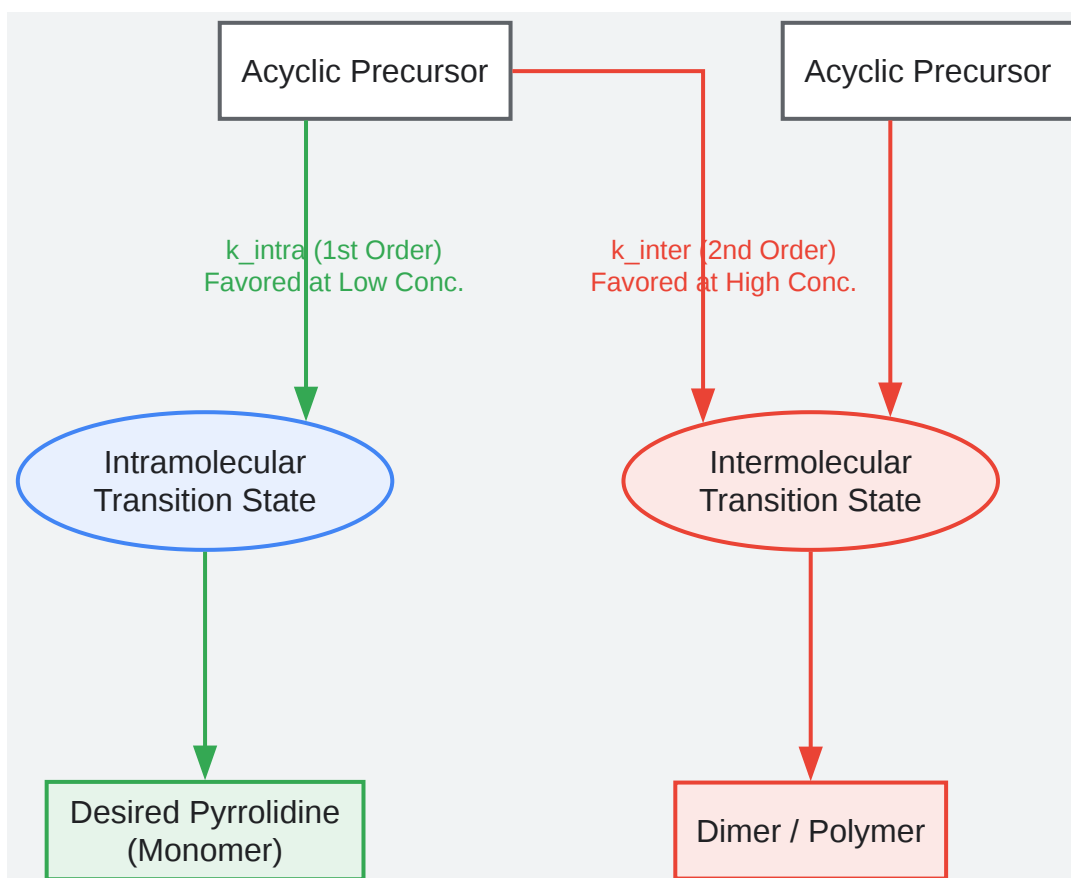 Acyclic Precursor
Acyclic Precursor
k_intra (1st Order)
Favored at Low Conc.
k_inter (2nd Order)
Favored at High Conc.
Intramolecular
Transition State
Intermolecular
Transition State
Desired Pyrrolidine
(Monomer)
Dimer / Polymer